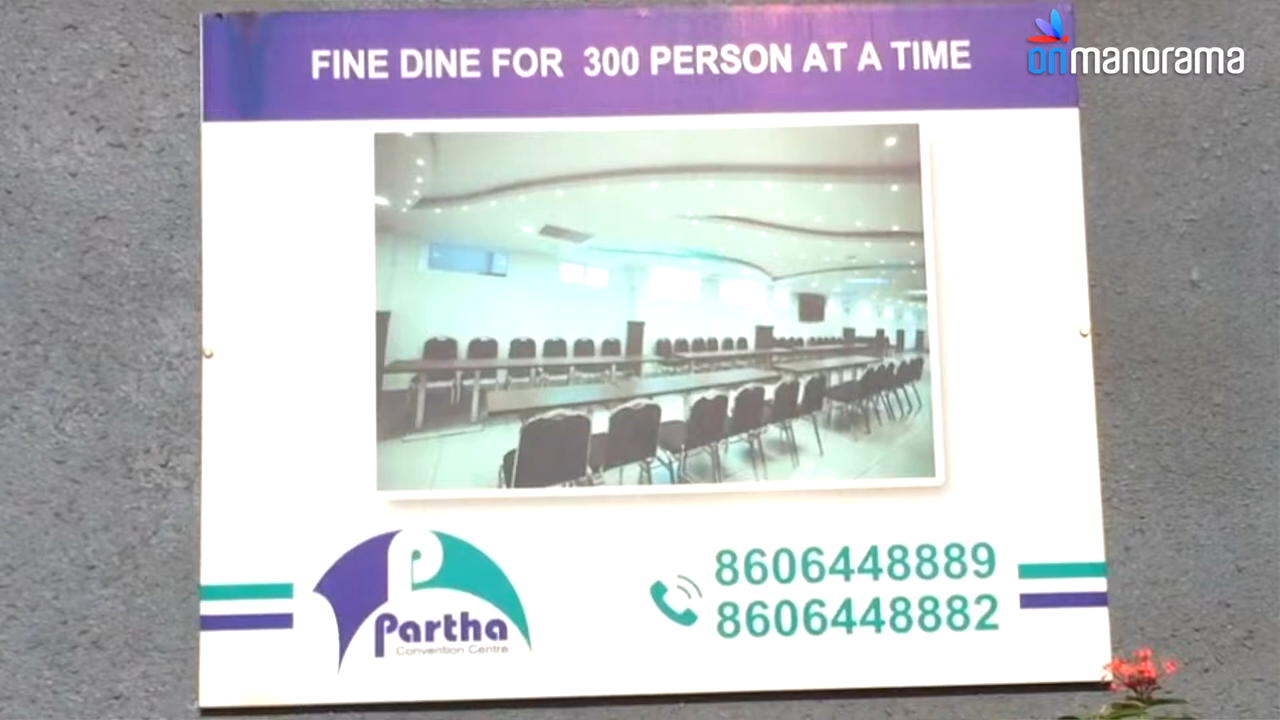 FINE DINE FOR 300 PERSON AT A TIME
onmanorama
P
Partha
Convention Centre
8606448889
8606448882